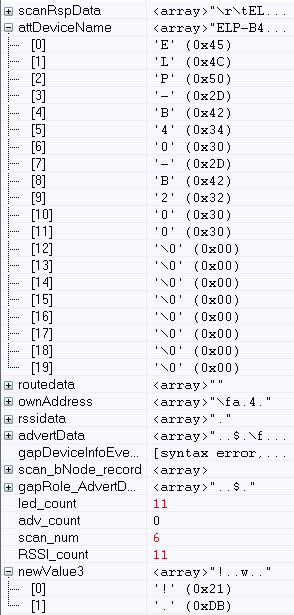 scanRspData <array>"\r\tEL...
attDeviceName <array>"ELP-B4...
[0] 'E' (0x45)
[1] 'L' (0x4C)
[2] 'P' (0x50)
[3] '-' (0x2D)
[4] 'B' (0x42)
[5] '4' (0x34)
[6] '0' (0x30)
[7] '-' (0x2D)
[8] 'B' (0x42)
[9] '2' (0x32)
[10] '0' (0x30)
[11] '0' (0x30)
[12] '\0' (0x00)
[13] '\0' (0x00)
[14] '\0' (0x00)
[15] '\0' (0x00)
[16] '\0' (0x00)
[17] '\0' (0x00)
[18] '\0' (0x00)
[19] '\0' (0x00)
routedata <array>""
ownAddress <array>"\fa.4."
rssidata <array>"."
advertData <array>"..$.\f...
gapDeviceInfoEve... [syntax error,...
scan_bNode_record <array>
gapRole_AdvertD... <array>"..$."
led_count 11
adv_count 0
scan_num 6
RSSI_count 11
newValue3 <array>"!..w.."
[0] '!' (0x21)
[1] '.' (0xDB)